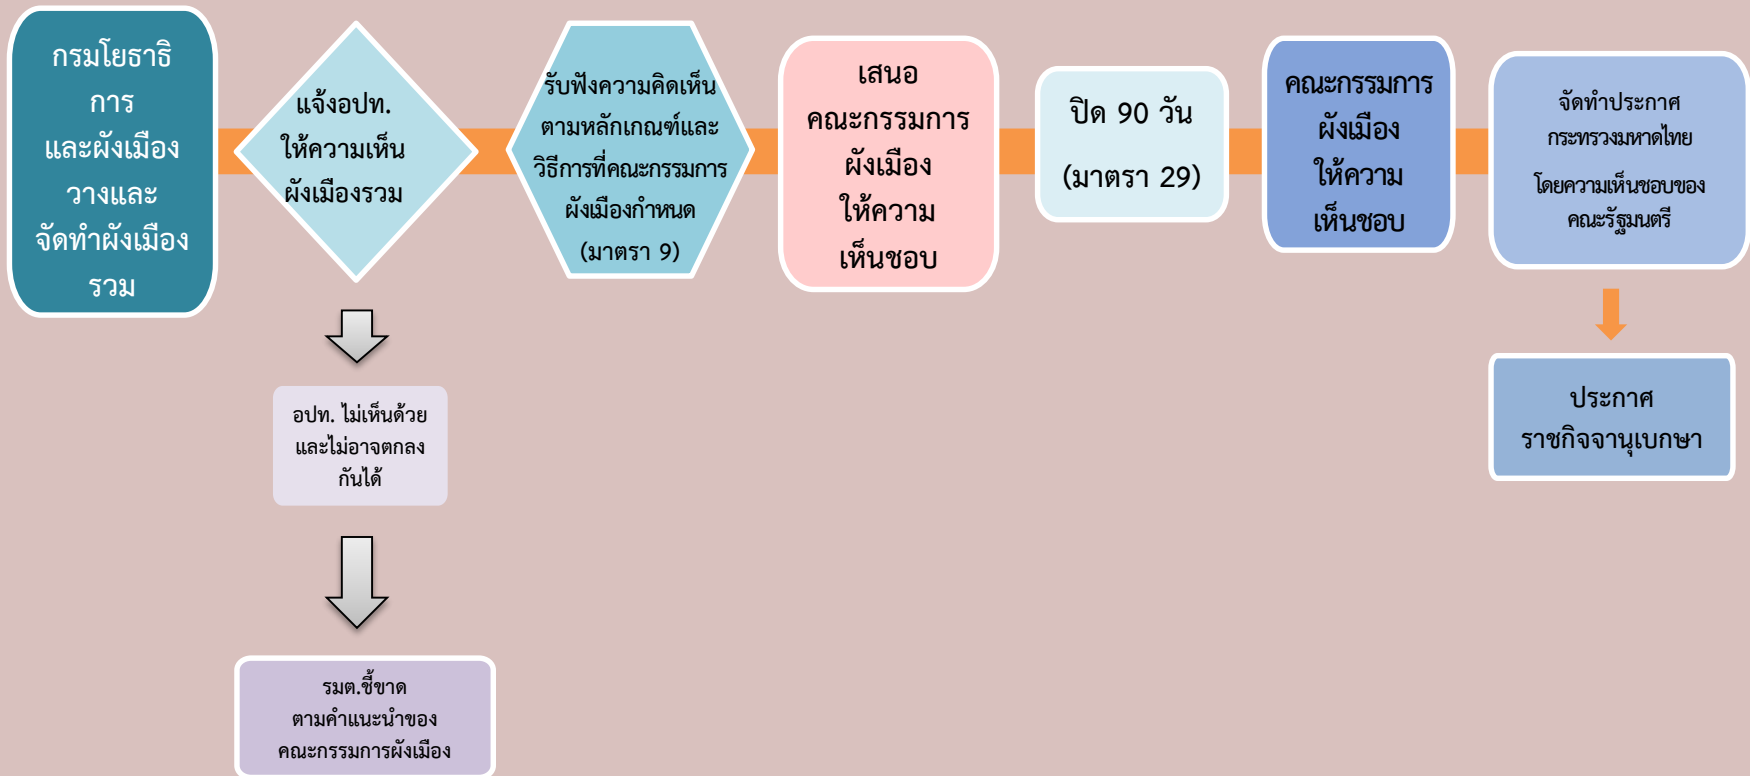 กรมโยธาธิ
การ
และผังเมือง
วางและ
จัดทำผังเมือง
รวม
แจ้งอปท.
ให้ความเห็น
ผังเมืองรวม
รับฟังความคิดเห็น
ตามหลักเกณฑ์และ
วิธีการที่คณะกรรมการ
ผังเมืองกำหนด
(มาตรา 9)
เสนอ
คณะกรรมการ
ผังเมือง
ให้ความ
เห็นชอบ
ปิด 90 วัน
(มาตรา 29)
คณะกรรมการ
ผังเมือง
ให้ความ
เห็นชอบ
จัดทำประกาศ
กระทรวงมหาดไทย
โดยความเห็นชอบของ
คณะรัฐมนตรี
อปท. ไม่เห็นด้วย
และไม่อาจตกลง
กันได้
ประกาศ
ราชกิจจานุเบกษา
รมต.ชี้ขาด
ตามคำแนะนำของ
คณะกรรมการผังเมือง